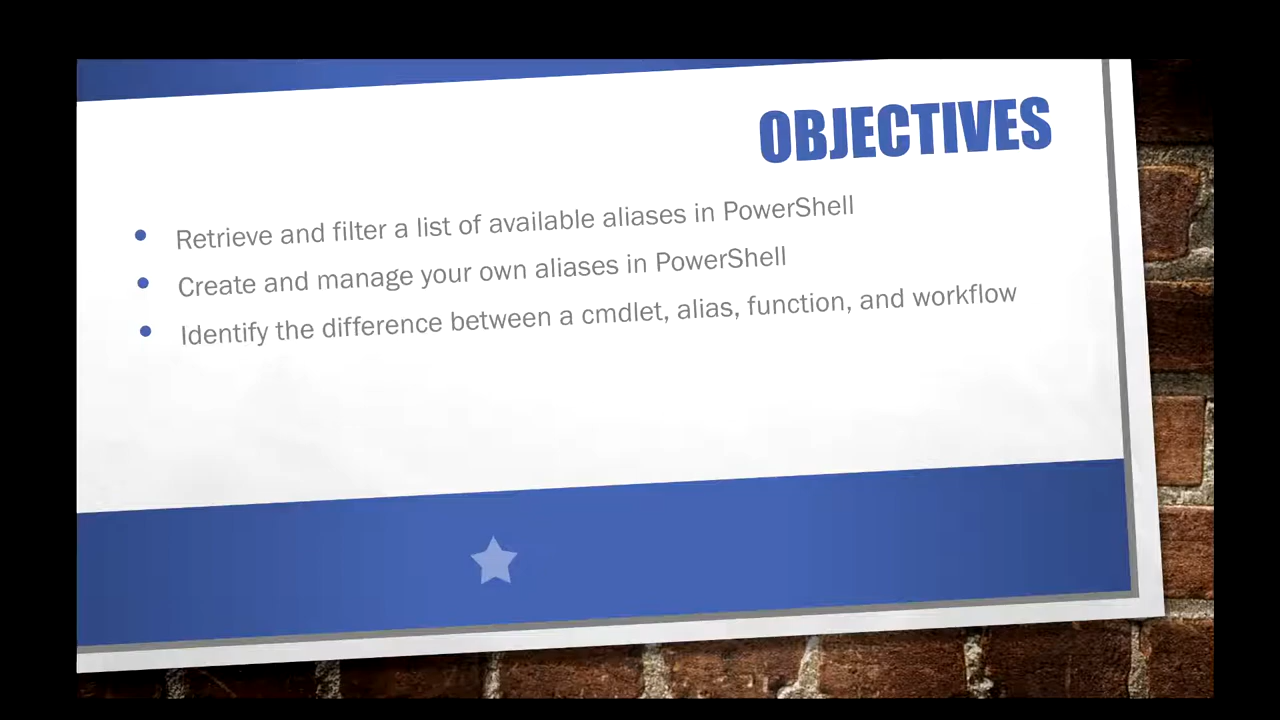 OBJECTIVES
Retrieve and filter a list of available aliases in PowerShell
Create and manage your own aliases in PowerShell
Identify the difference between a cmdlet, alias, function, and workflow